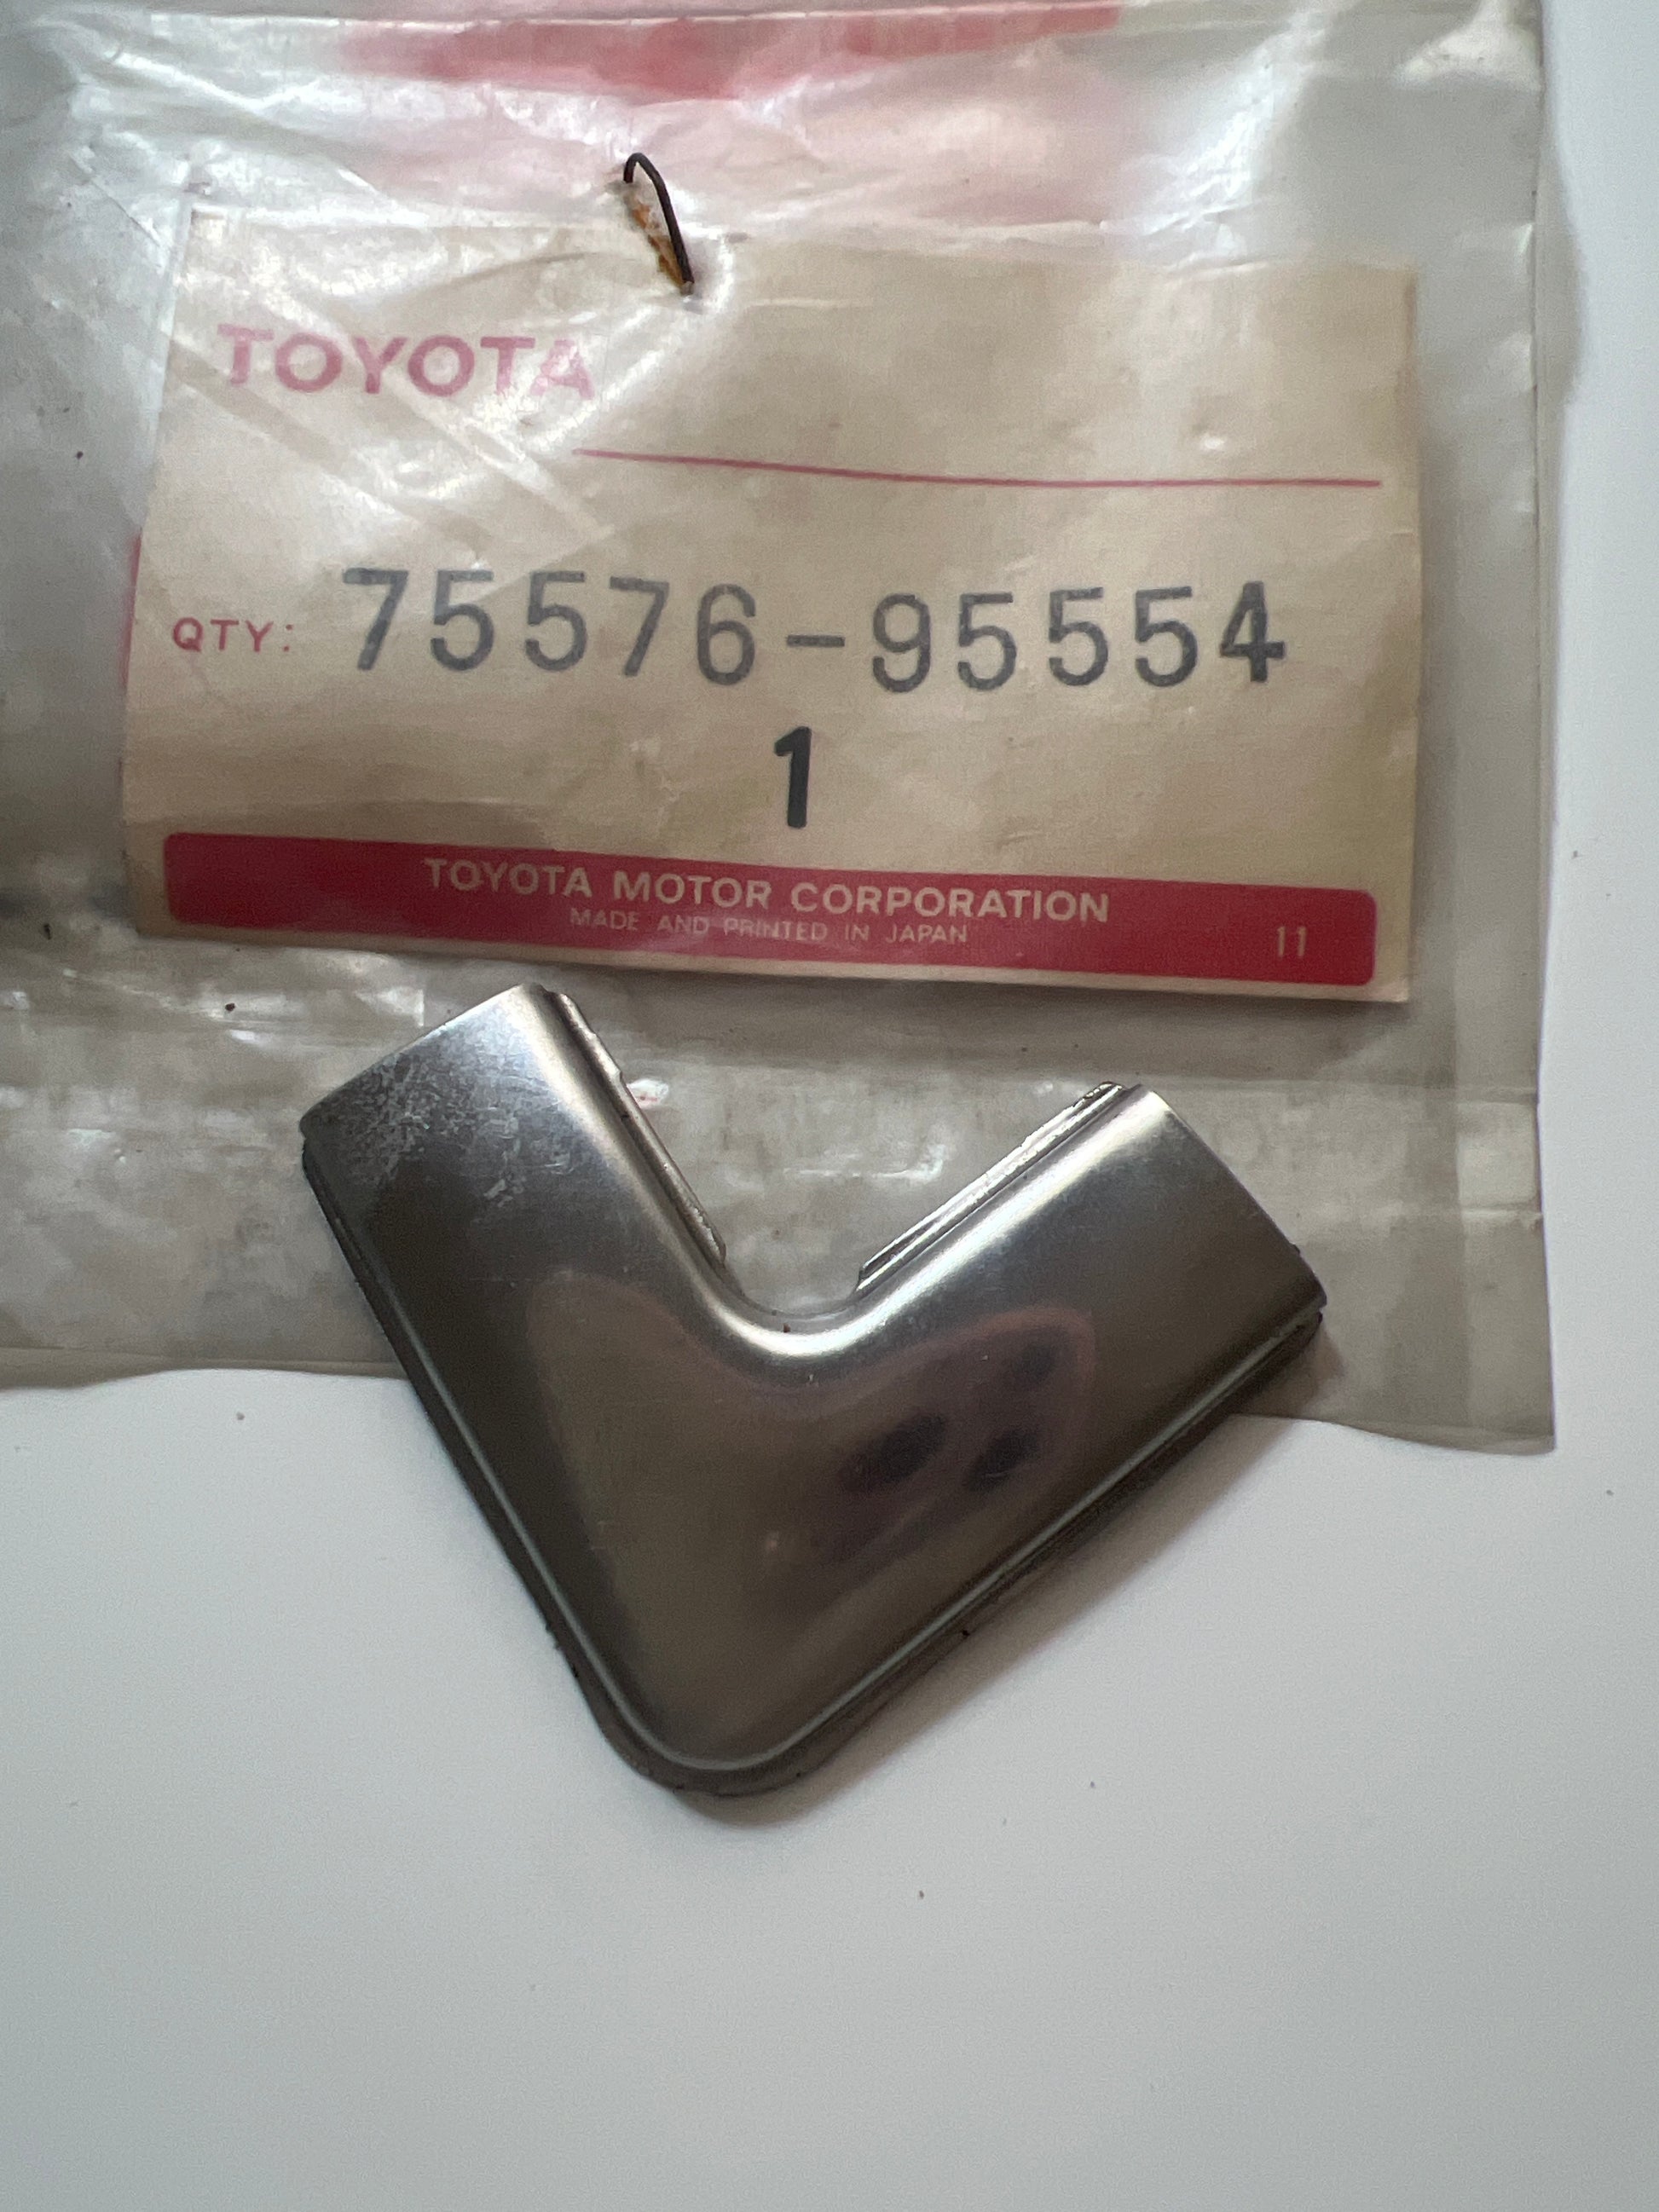 TOYOTA
QTY: 75576-95554
1
TOYOTA MOTOR CORPORATION
MADE AND PRINTED IN JAPAN
11